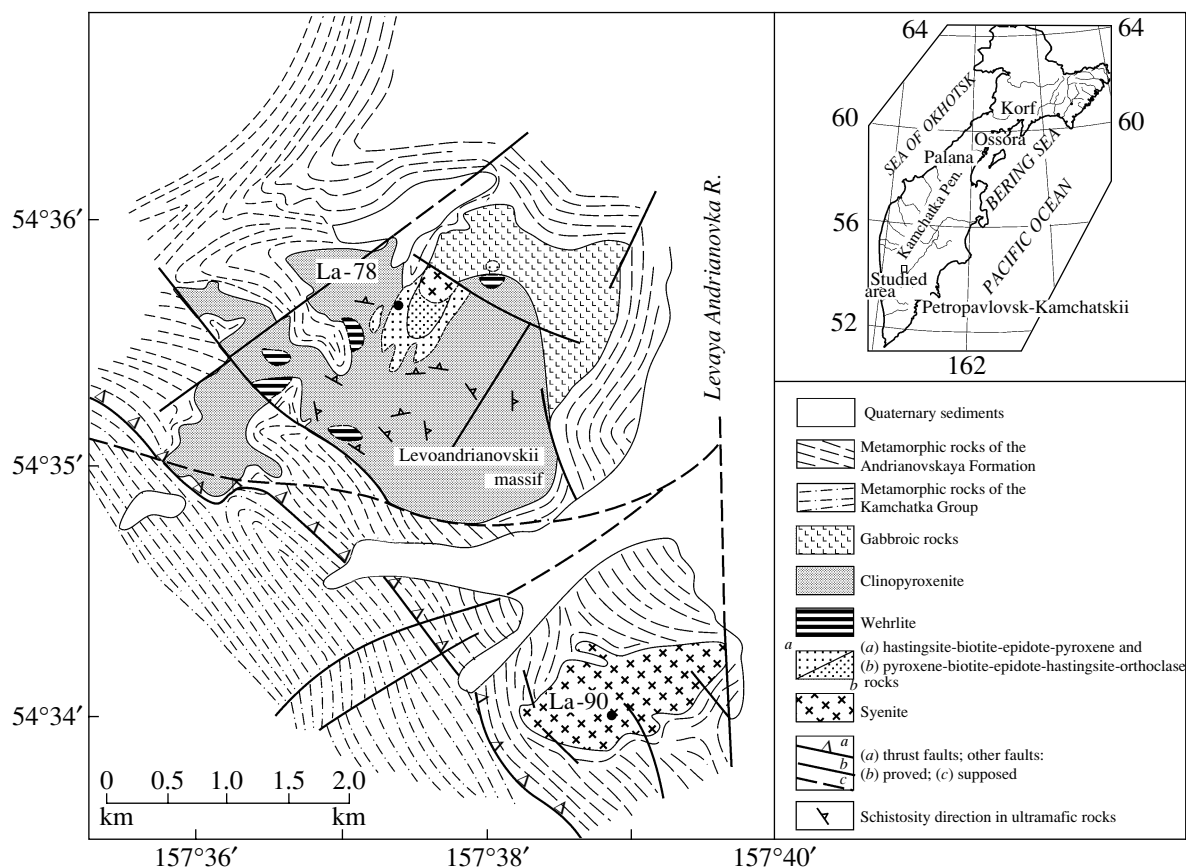 54°36′
54°35′
54°34′
157°36′
157°38′
157°40′
La-78
Levoandrianovskii
massif
Levaya Andrianovka R.
La-90
0 0.5 1.0 1.5 2.0
km km
64 64
60 60
56
52
162
SEA OF OKHOTSK
Korf
Ossora
Palana
BERING SEA
Kamchatka Pen.
PACIFIC OCEAN
Studied
area
Petropavlovsk-Kamchatskii
Quaternary sediments
Metamorphic rocks of the
Andrianovskaya Formation
Metamorphic rocks of the
Kamchatka Group
Gabbroic rocks
Clinopyroxenite
Wehrlite
a
b
(a) hastingsite-biotite-epidote-pyroxene and
(b) pyroxene-biotite-epidote-hastingsite-orthoclase
rocks
Syenite
a
b
c
(a) thrust faults; other faults:
(b) proved; (c) supposed
Schistosity direction in ultramafic rocks